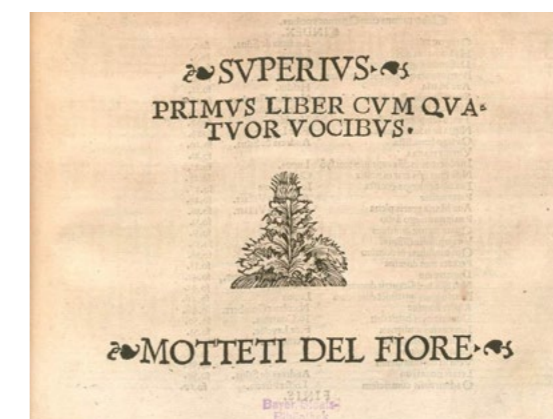 SVPERIVS
PRIMVS LIBER CVM QVA-
TVOR VOCIBVS.
MOTTETI DEL FIORE